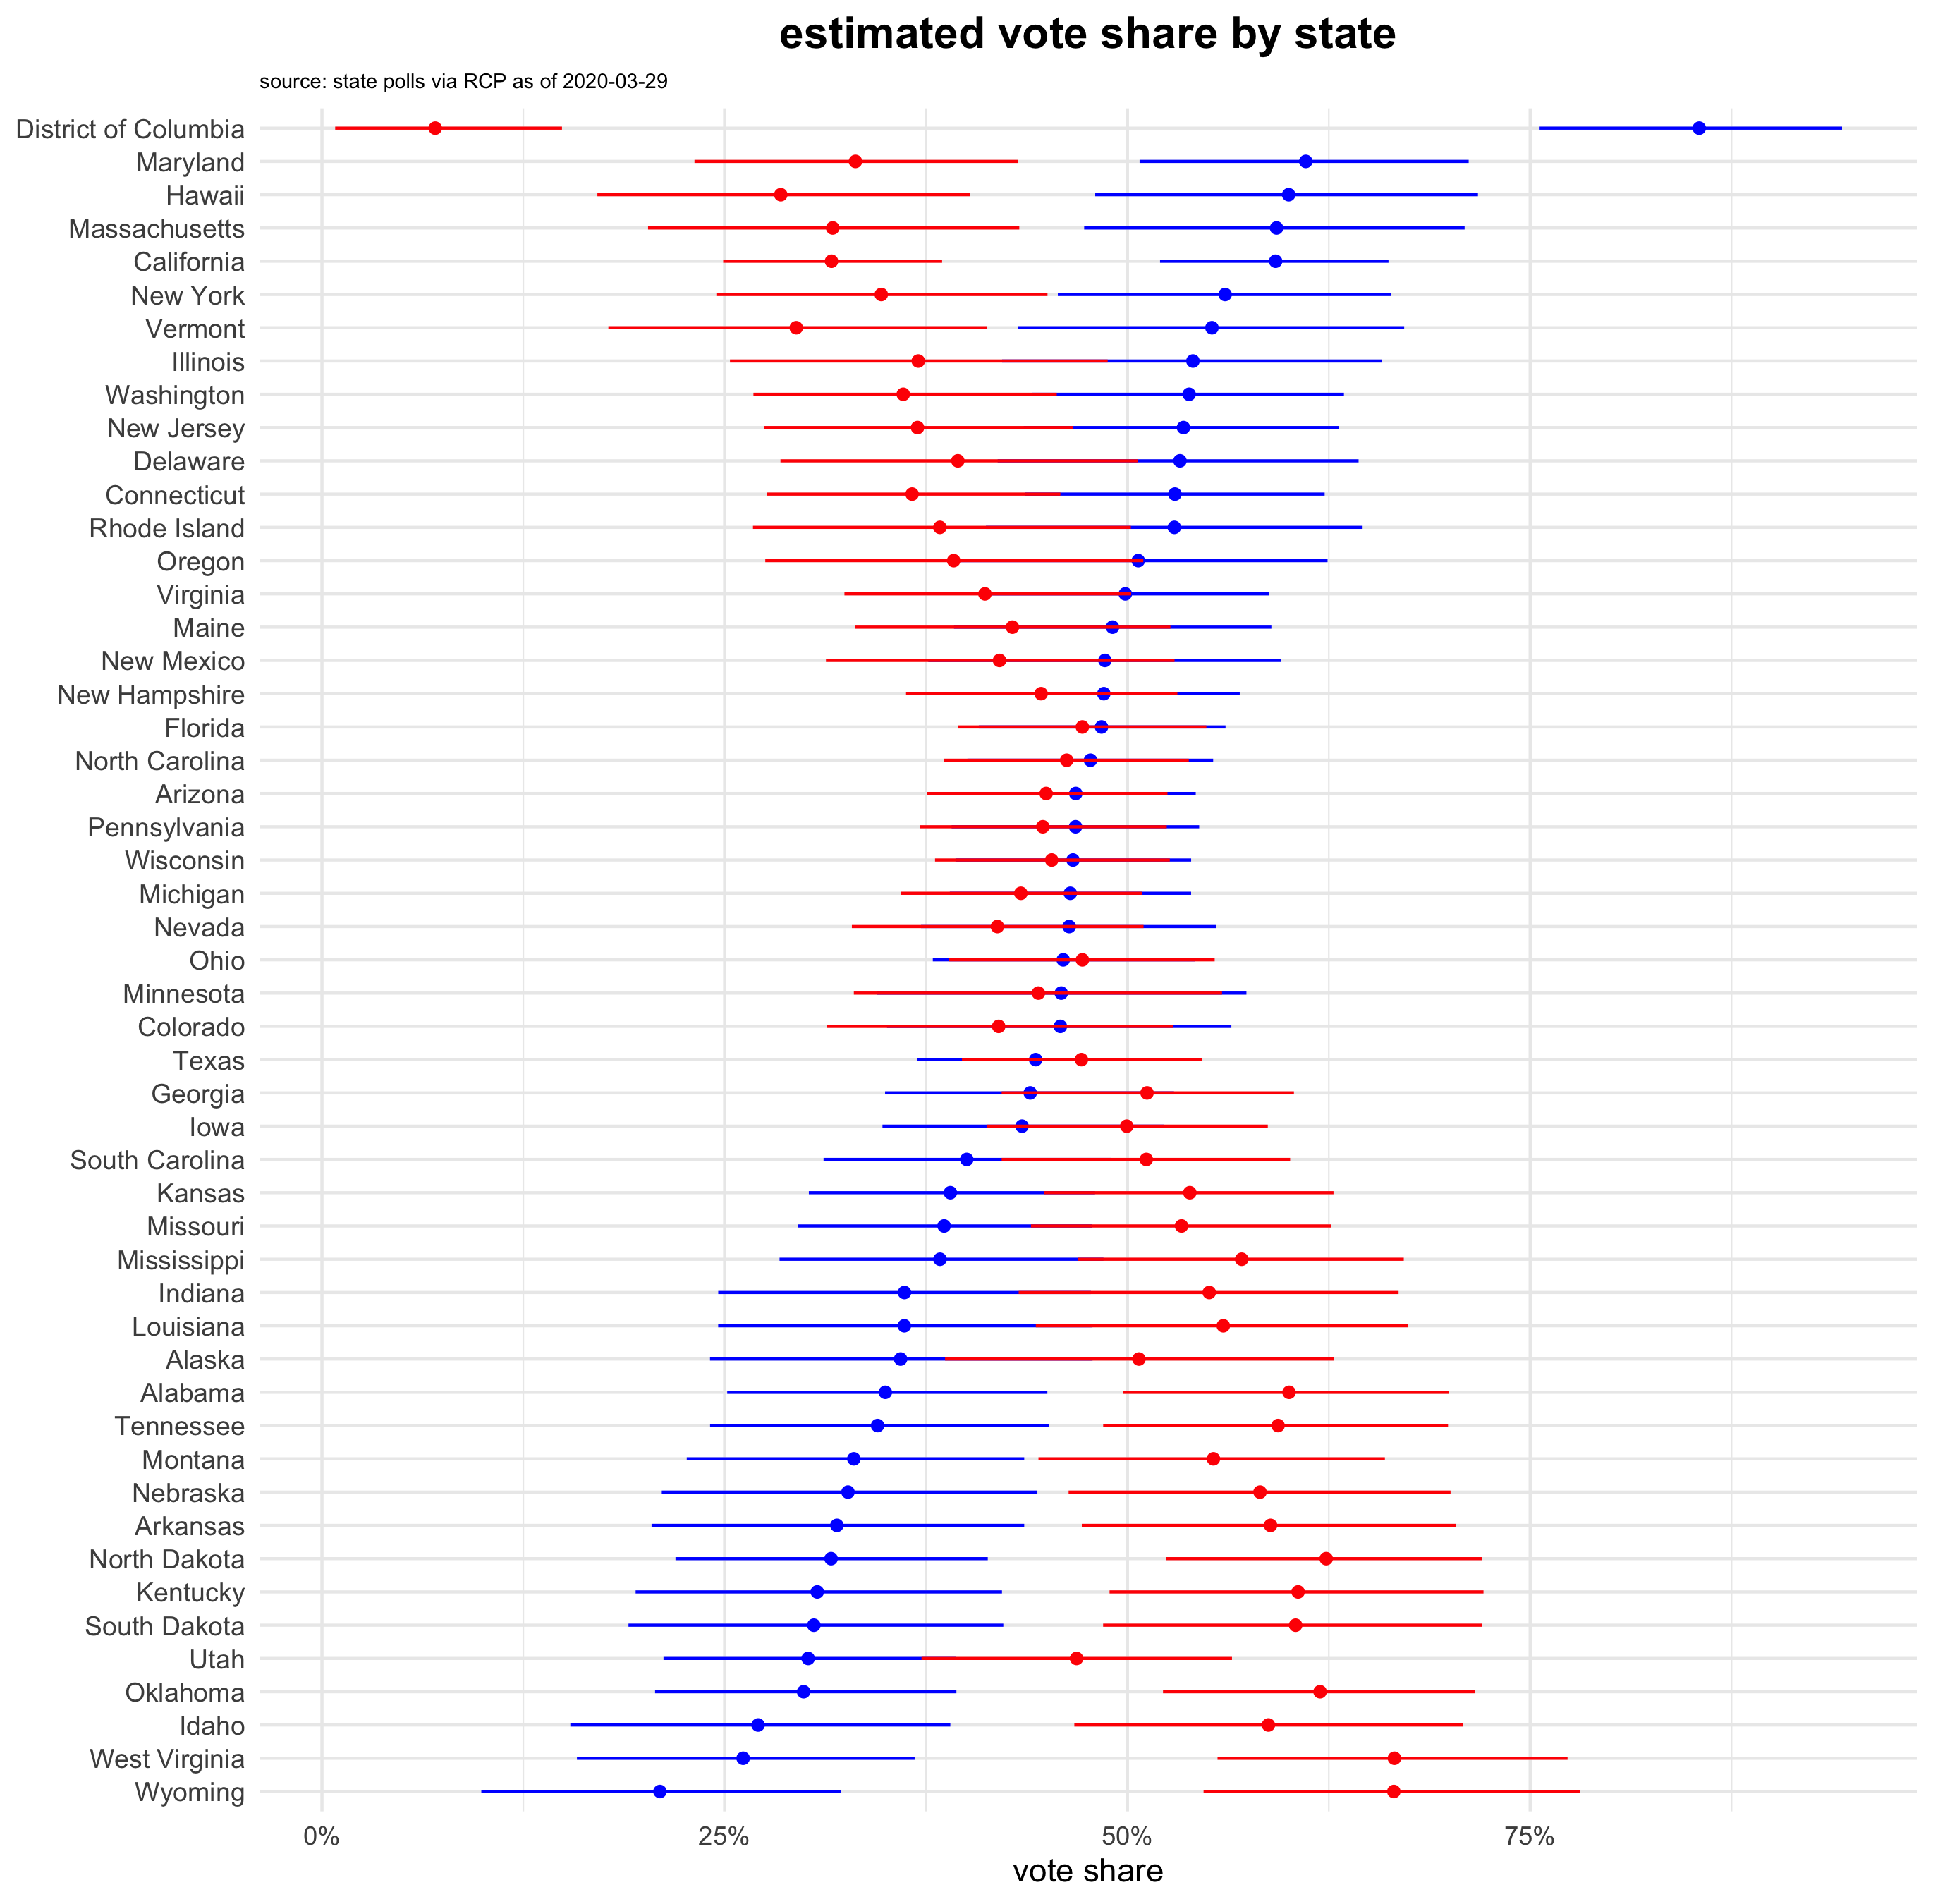 estimated vote share by state
source: state polls via RCP as of 2020-03-29
District of Columbia
Maryland
Hawaii
Massachusetts
California
New York
Vermont
Illinois
Washington
New Jersey
Delaware
Connecticut
Rhode Island
Oregon
Virginia
Maine
New Mexico
New Hampshire
Florida
North Carolina
Arizona
Pennsylvania
Wisconsin
Michigan
Nevada
Ohio
Minnesota
Colorado
Texas
Georgia
Iowa
South Carolina
Kansas
Missouri
Mississippi
Indiana
Louisiana
Alaska
Alabama
Tennessee
Montana
Nebraska
Arkansas
North Dakota
Kentucky
South Dakota
Utah
Oklahoma
Idaho
West Virginia
Wyoming
0% 25% 50% 75%
vote share